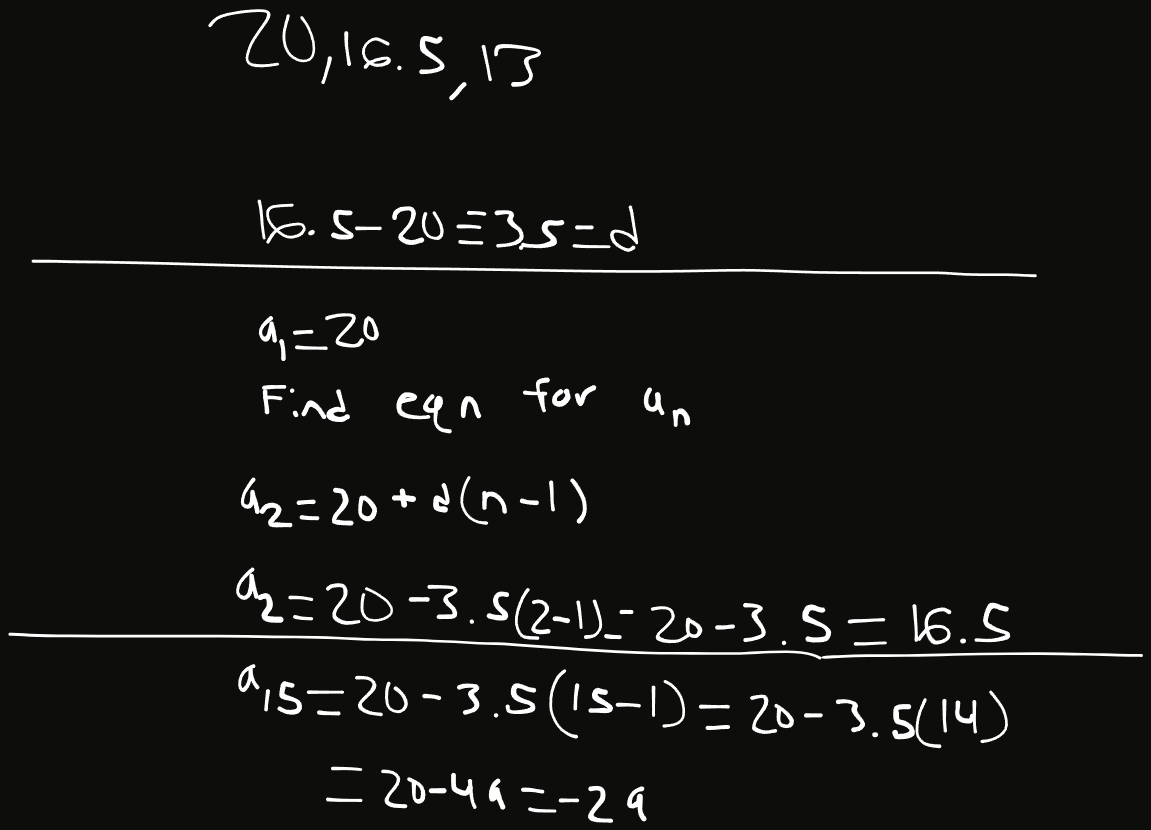 20, 16.5, 13
16.5-20=-3.5=d
a₁=20
Find eqn for aₙ
a₂=20+d(n-1)
a₂=20-3.5(2-1)=20-3.5=16.5
a₁₅=20-3.5(15-1)=20-3.5(14)
=20-49=-29